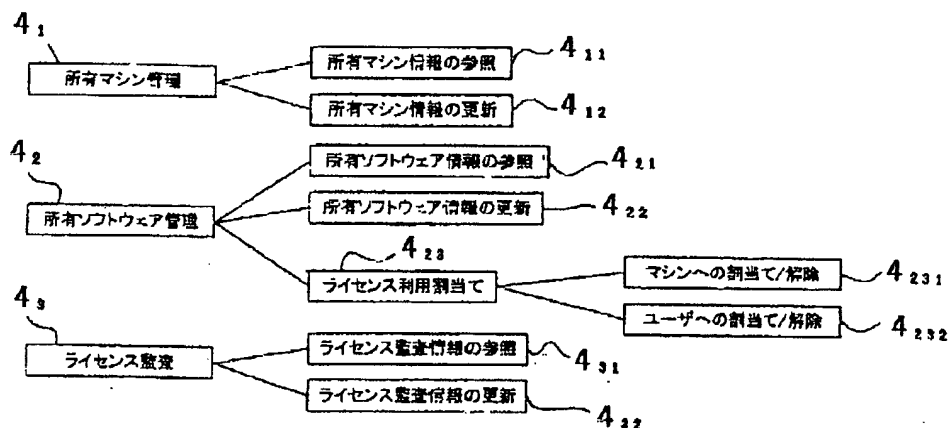 4₁
所有マシン管理
所有マシン情報の参照
4₁₁
所有マシン情報の更新
4₁₂
4₂
所有ソフトウェア管理
所有ソフトウェア情報の参照
4₂₁
所有ソフトウェア情報の更新
4₂₂
4₂₃
ライセンス利用割当て
マシンへの割当て/解除
4₂₃₁
ユーザへの割当て/解除
4₂₃₂
4₃
ライセンス監査
ライセンス監査情報の参照
4₃₁
ライセンス監査情報の更新
4₃₂